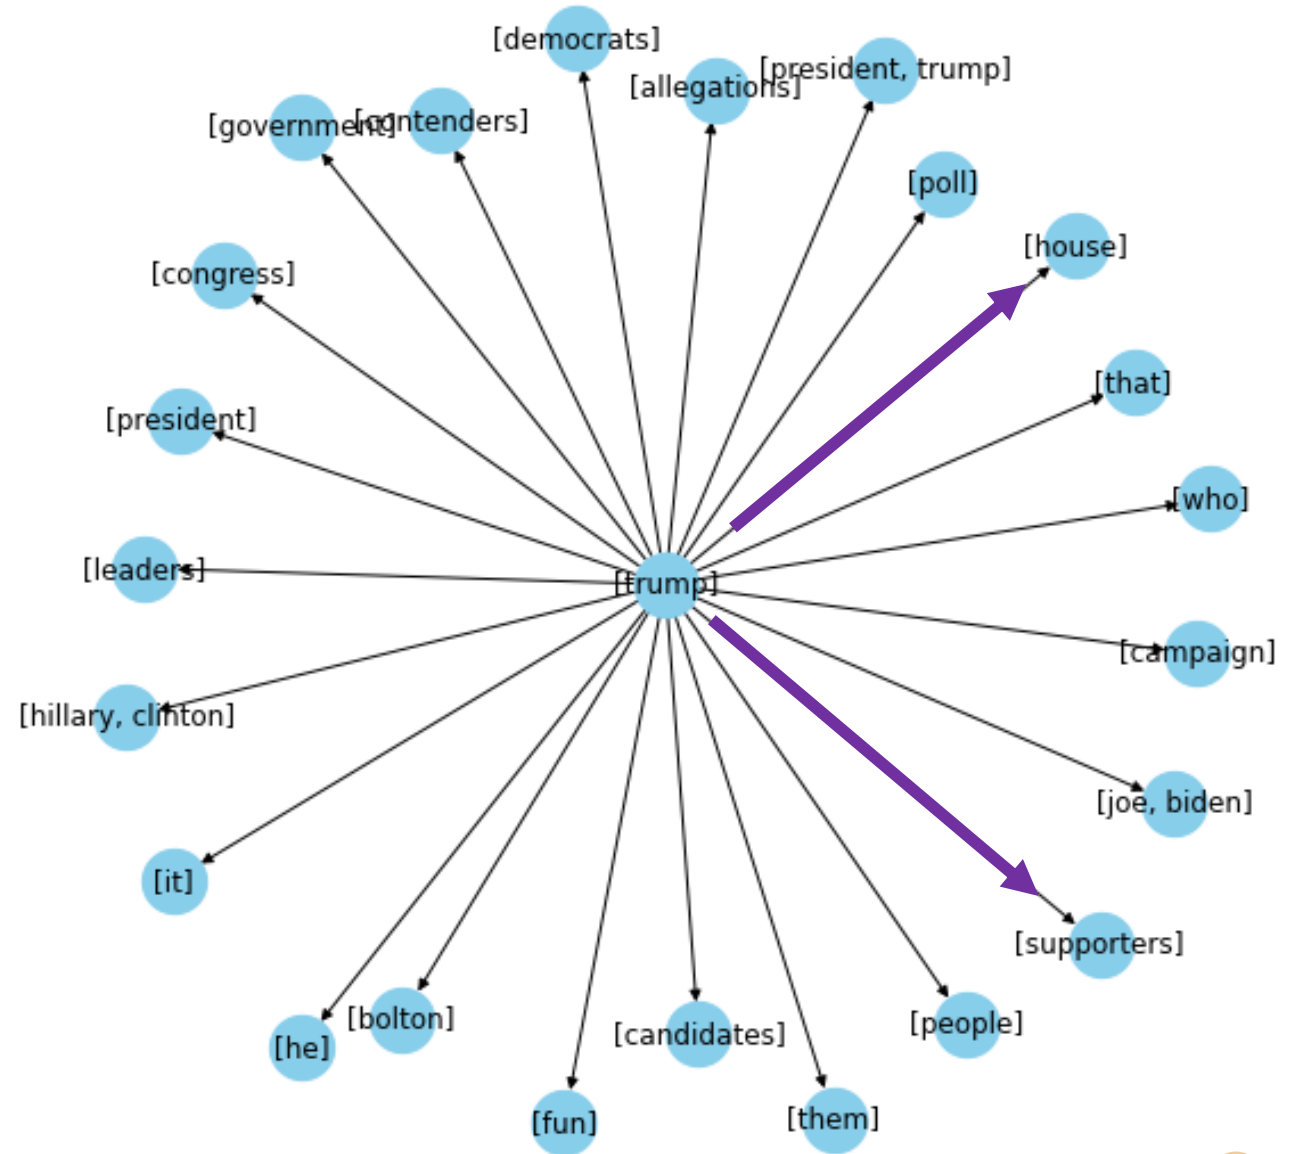 [democrats]
[president, trump]
[allegations]
[contenders]
[government]
[poll]
[house]
[congress]
[that]
[president]
[who]
[leaders]
[trump]
[campaign]
[hillary, clinton]
[joe, biden]
[it]
[supporters]
[bolton]
[people]
[candidates]
[he]
[them]
[fun]